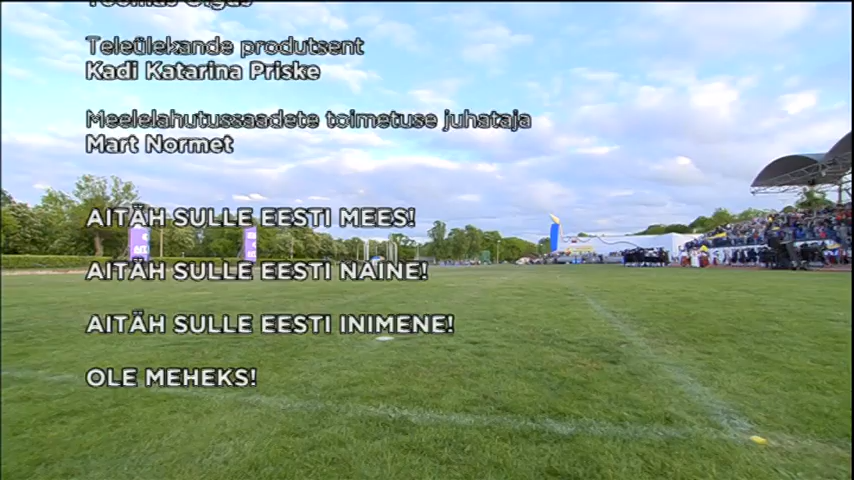 Teleülekande produtsent
Kadi Katarina Priske
Meelelahutussaadete toimetuse juhataja
Mart Normet
AITÄH SULLE EESTI MEES!
AITÄH SULLE EESTI NAINE!
AITÄH SULLE EESTI INIMENE!
OLE MEHEKS!